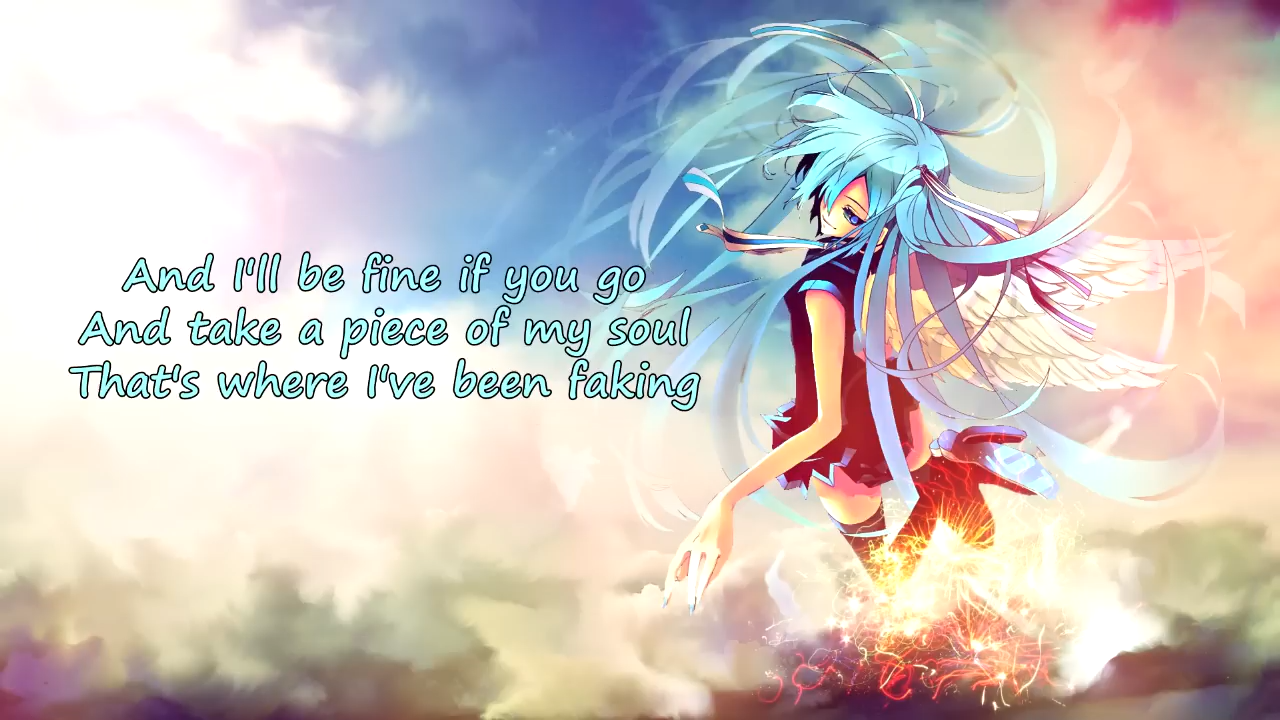 And I'll be fine if you go
And take a piece of my soul
That's where I've been faking